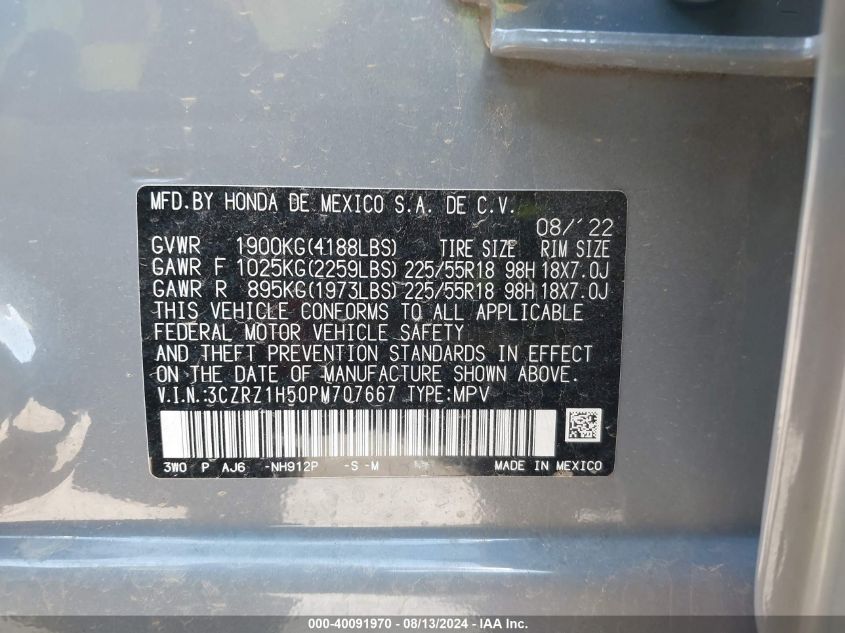 MFD.BY HONDA DE MEXICO S.A. DE C.V.
08/'22
GVWR 1900KG(4188LBS) TIRE SIZE RIM SIZE
GAWR F 1025KG(2259LBS) 225/55R18 98H 18X7.0J
GAWR R 895KG(1973LBS) 225/55R18 98H 18X7.0J
THIS VEHICLE CONFORMS TO ALL APPLICABLE
FEDERAL MOTOR VEHICLE SAFETY
AND THEFT PREVENTION STANDARDS IN EFFECT
ON THE DATE OF MANUFACTURE SHOWN ABOVE.
V.I.N.:3CZRZ1H50PM707667 TYPE:MPV
3W0 P AJ6 -NH912P -S -M MADE IN MEXICO
000-40091970 - 08/13/2024 - IAA Inc.